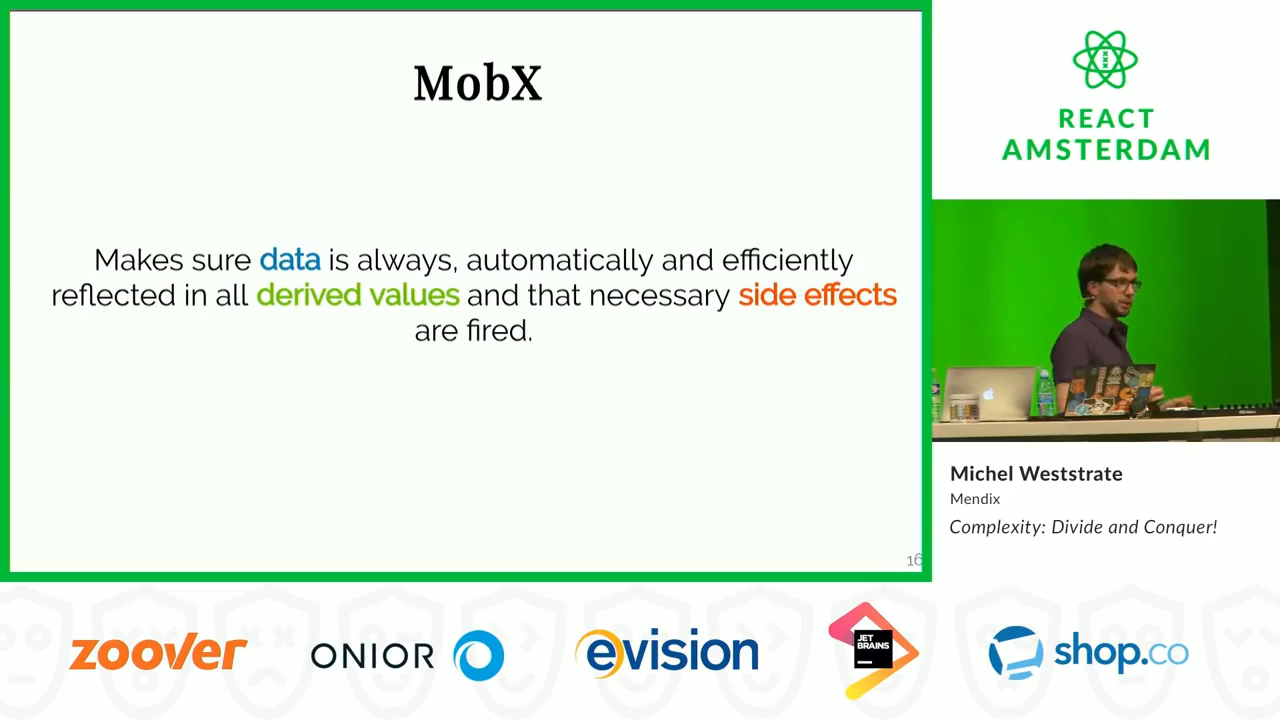 MobX
Makes sure data is always, automatically and efficiently
reflected in all derived values and that necessary side effects
are fired.
16
REACT
AMSTERDAM
Michel Weststrate
Mendix
Complexity: Divide and Conquer!
zoover
ONIOR
evision
JET
BRAINS
shop.co